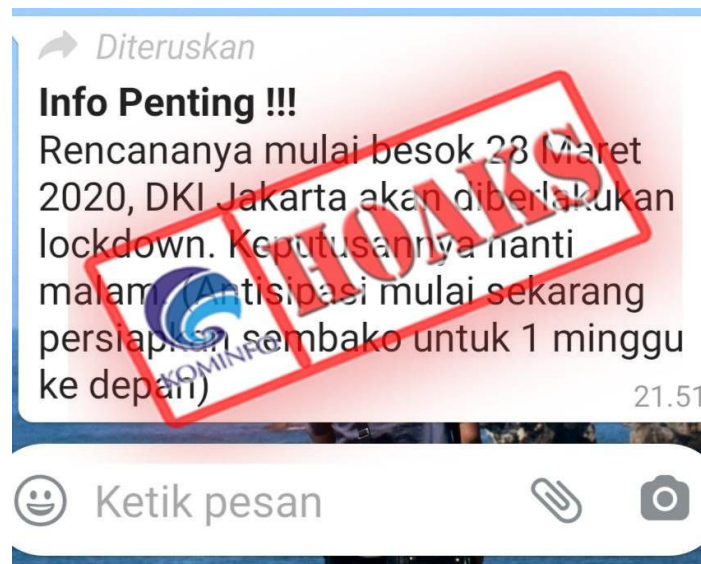 Diteruskan
Info Penting !!!
Rencananya mulai besok 28 Maret
2020, DKI Jakarta akan diberlakukan
lockdown. Keputusannya nanti
malam. (Antisipasi mulai sekarang
persiapkan sembako untuk 1 minggu
ke depan)
21.51
HOAKS
KOMINFO
Ketik pesan